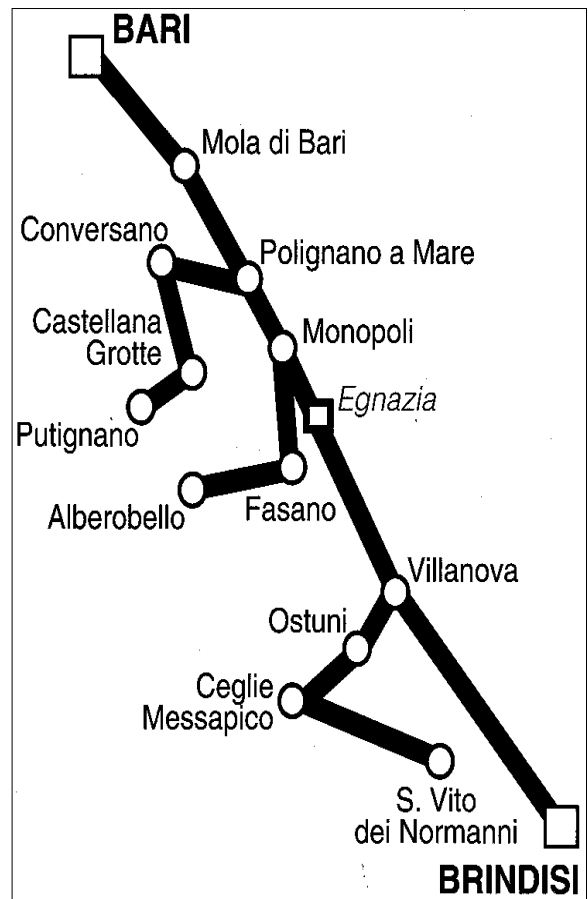 BARI
Mola di Bari
Conversano
Polignano a Mare
Castellana
Grotte
Monopoli
Egnazia
Putignano
Alberobello
Fasano
Villanova
Ostuni
Ceglie
Messapico
S. Vito
dei Normanni
BRINDISI